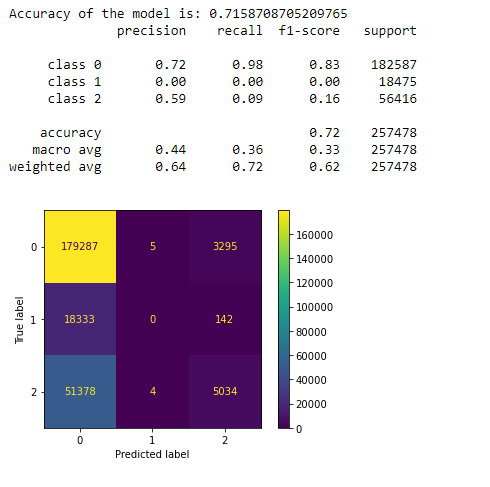 Accuracy of the model is: 0.7158708705209765
precision recall f1-score support
class 0 0.72 0.98 0.83 182587
class 1 0.00 0.00 0.00 18475
class 2 0.59 0.09 0.16 56416
accuracy 0.72 257478
macro avg 0.44 0.36 0.33 257478
weighted avg 0.64 0.72 0.62 257478
0 179287 5 3295
1 18333 0 142
2 51378 4 5034
0 1 2
True label
Predicted label
160000
140000
120000
100000
80000
60000
40000
20000
0